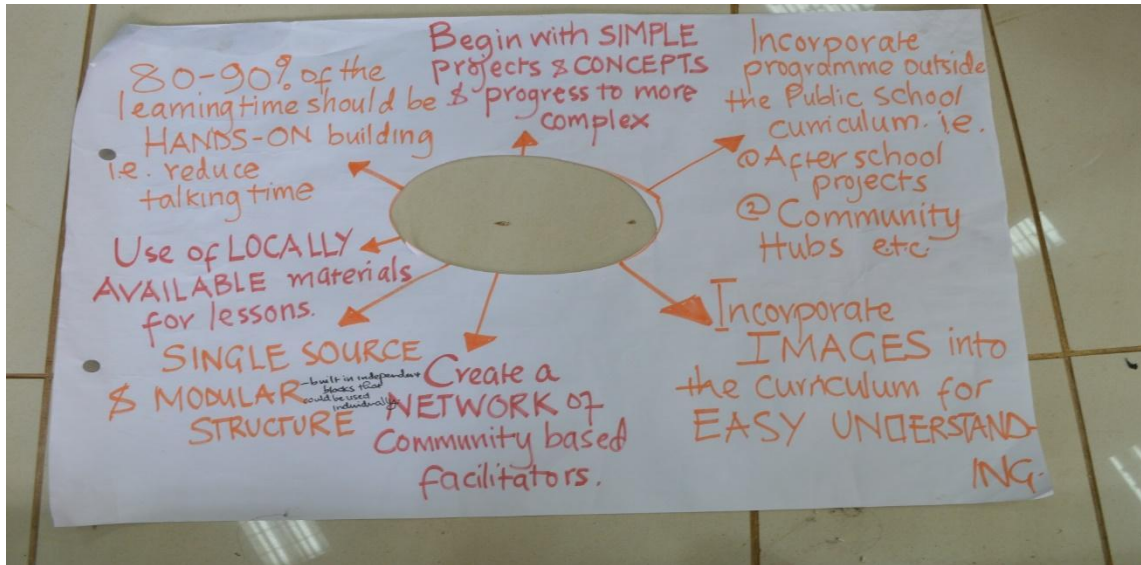 80-90% of the
learning time should be
HANDS-ON building
i.e. reduce
talking time
Begin with SIMPLE
projects & CONCEPTS
& progress to more
complex
Incorporate
programme outside
the Public School
curriculum. i.e.
① After school
projects
② Community
Hubs etc.
Use of LOCALLY
AVAILABLE materials
for lessons.
SINGLE SOURCE
& MODULAR
STRUCTURE
-built in independent
blocks that
could be used
individually
Create a
NETWORK of
Community based
facilitators.
Incorporate
IMAGES into
the curriculum for
EASY UNDERSTAND-
ING.